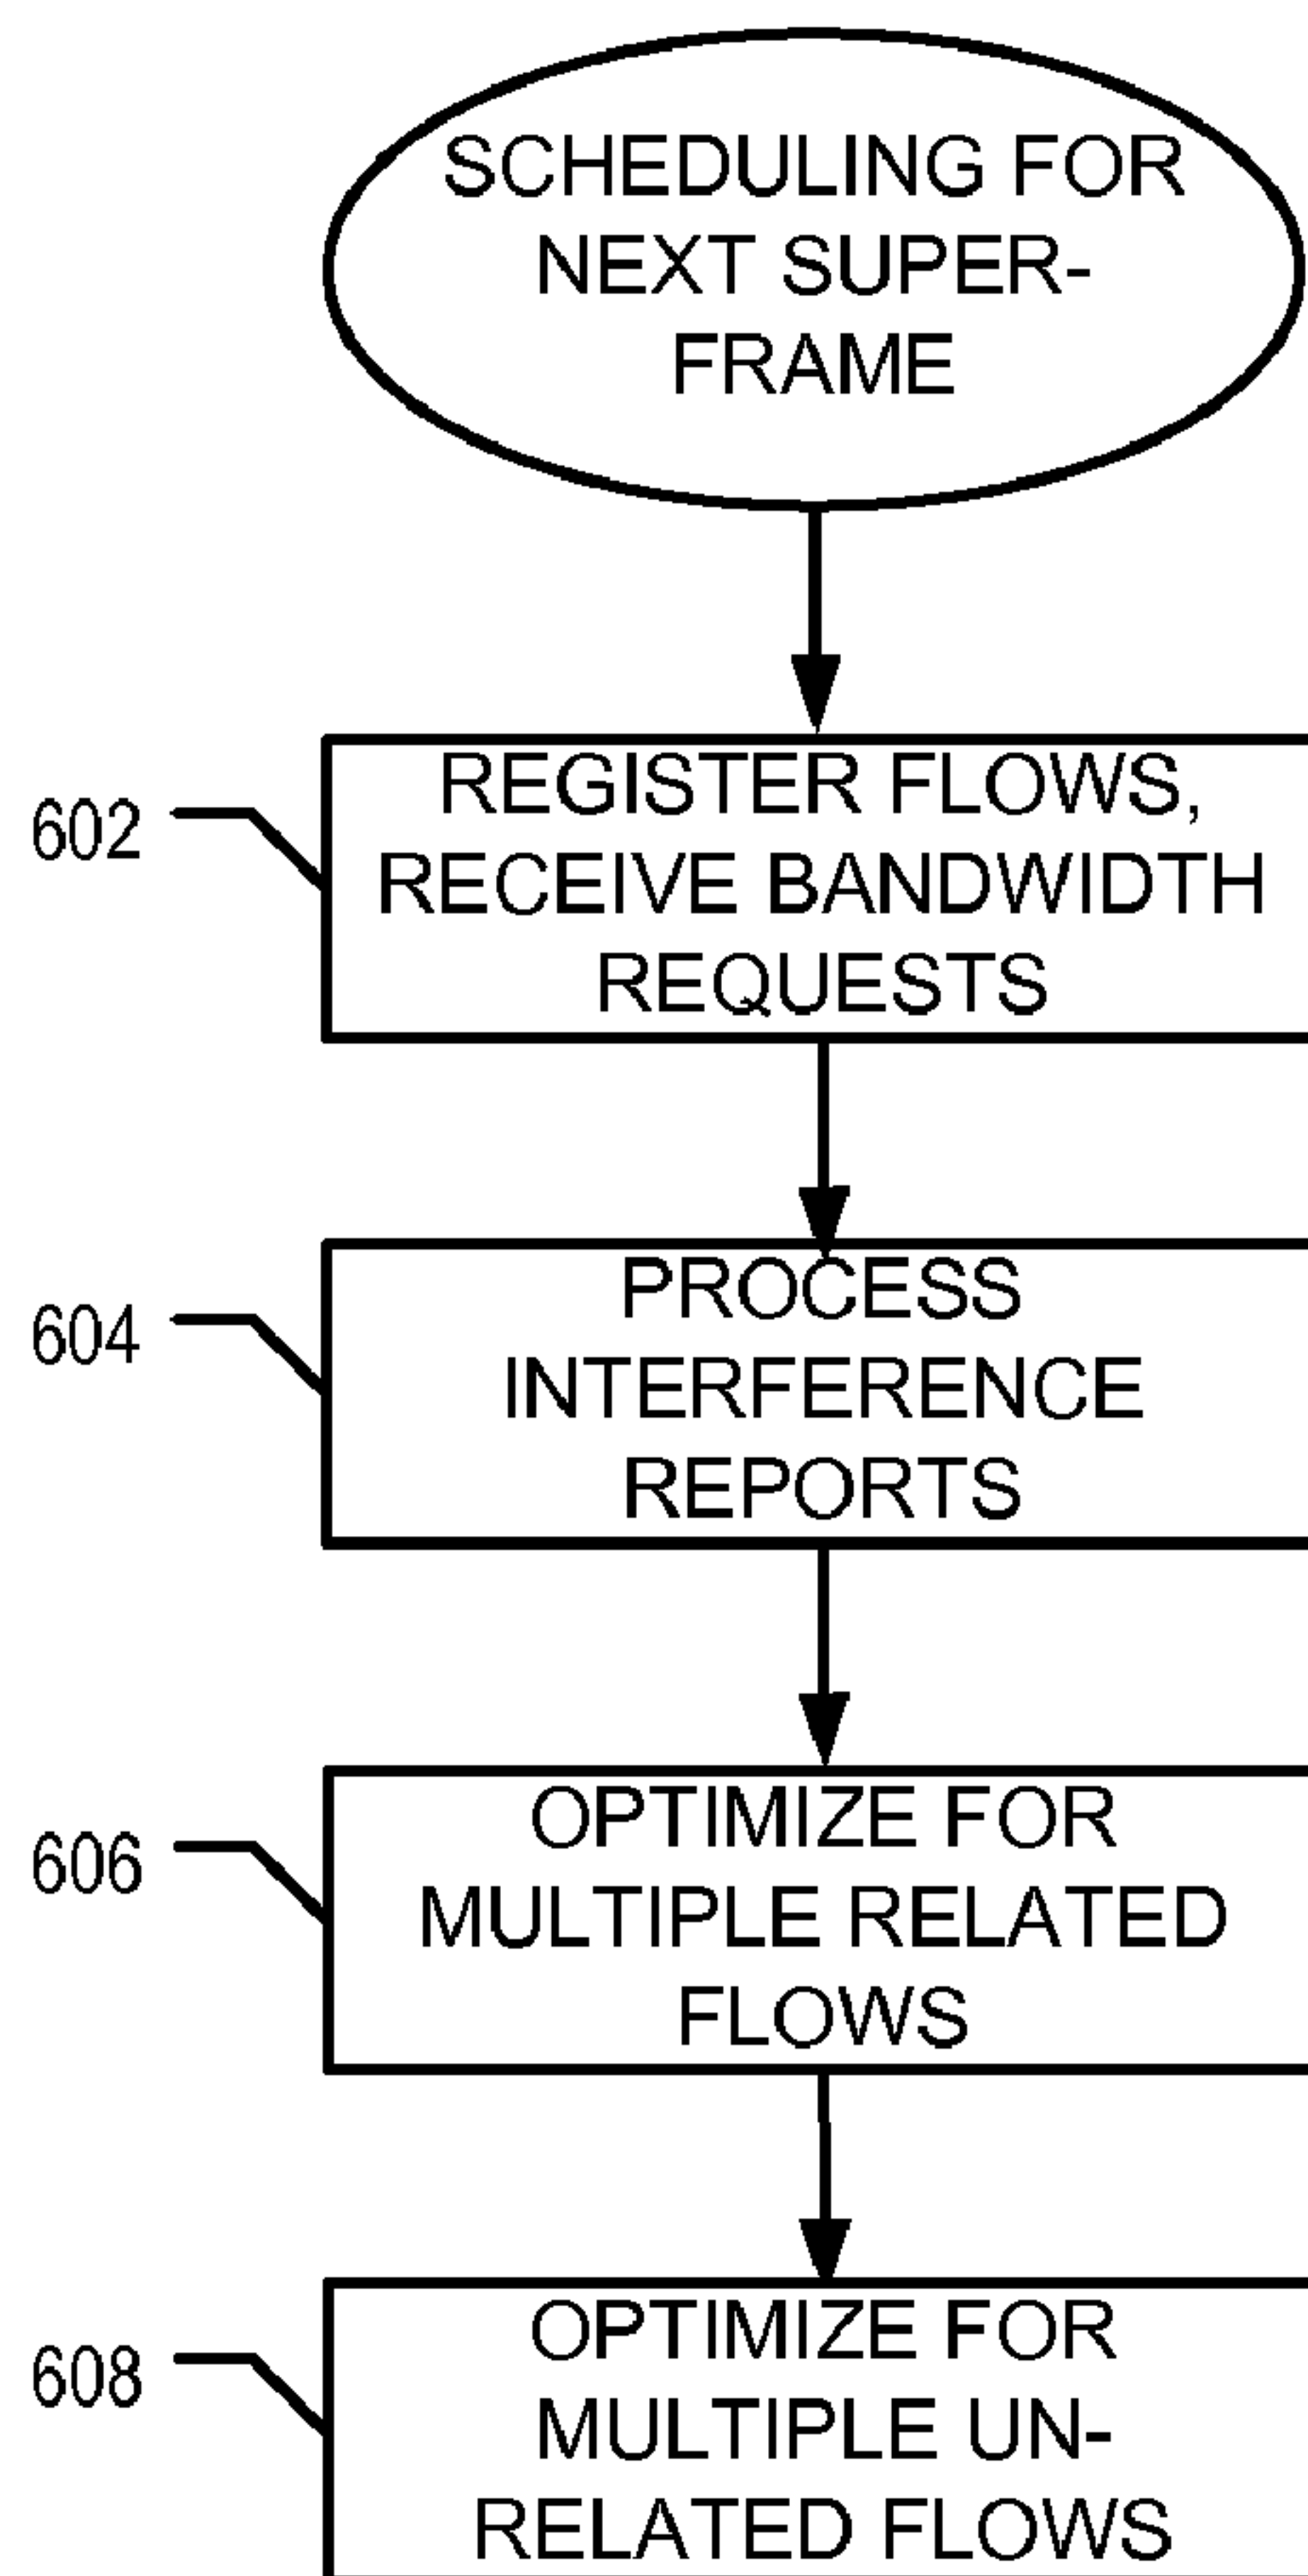 SCHEDULING FOR
NEXT SUPER-
FRAME
602
REGISTER FLOWS,
RECEIVE BANDWIDTH
REQUESTS
604
PROCESS
INTERFERENCE
REPORTS
606
OPTIMIZE FOR
MULTIPLE RELATED
FLOWS
608
OPTIMIZE FOR
MULTIPLE UN-
RELATED FLOWS